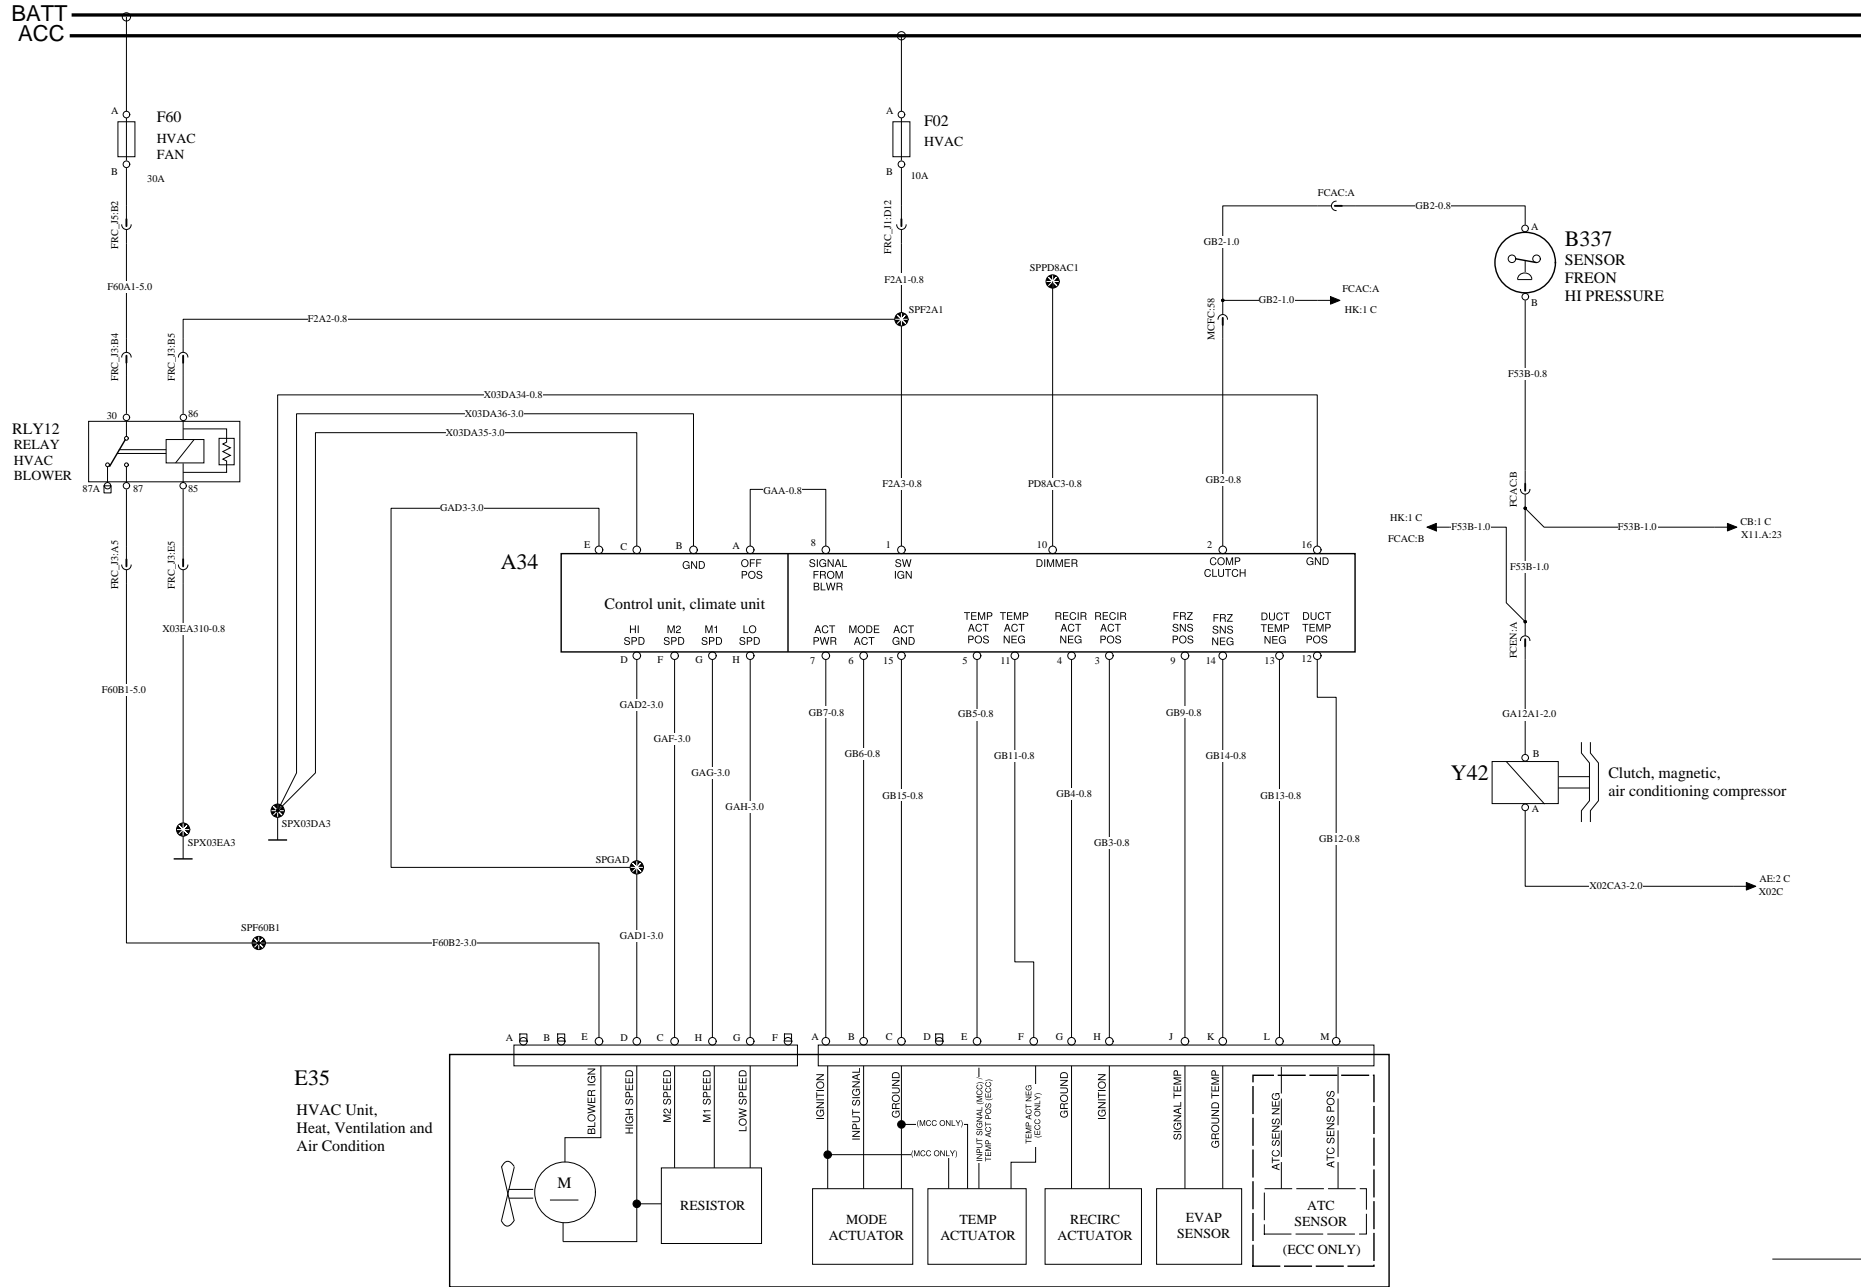 BATT
ACC
A
F60
HVAC
FAN
B
30A
FRC_J5:B2
F60A1-5.0
FRC_J3:B4
FRC_J3:B5
F2A2-0.8
A
F02
HVAC
B
10A
FRC_J1:D12
F2A1-0.8
SPF2A1
SPPD8AC1
FCAC:A
GB2-0.8
GB2-1.0
GB2-1.0
FCAC:A
HK:1 C
MCFC:58
A
B337
SENSOR
FREON
HI PRESSURE
B
F53B-0.8
X03DA34-0.8
X03DA36-3.0
X03DA35-3.0
RLY12
RELAY
HVAC
BLOWER
30
86
87A
87
85
GAD3-3.0
GAA-0.8
F2A3-0.8
PD8AC3-0.8
GB2-0.8
FCAC:B
HK:1 C
FCAC:B
F53B-1.0
F53B-1.0
CB:1 C
X11.A:23
F53B-1.0
FCEN:A
FRC_J3:A5
FRC_J3:E5
X03EA310-0.8
F60B1-5.0
A34
E
C
B
A
8
1
10
2
16
GND
OFF
POS
SIGNAL
FROM
BLWR
SW
IGN
DIMMER
COMP
CLUTCH
GND
Control unit, climate unit
HI
SPD
M2
SPD
M1
SPD
LO
SPD
ACT
PWR
MODE
ACT
ACT
GND
TEMP
ACT
POS
TEMP
ACT
NEG
RECIR
ACT
NEG
RECIR
ACT
POS
FRZ
SNS
POS
FRZ
SNS
NEG
DUCT
TEMP
NEG
DUCT
TEMP
POS
D
F
G
H
7
6
15
5
11
4
3
9
14
13
12
GAD2-3.0
GAF-3.0
GAG-3.0
GAH-3.0
GB7-0.8
GB6-0.8
GB15-0.8
GB5-0.8
GB11-0.8
GB4-0.8
GB3-0.8
GB9-0.8
GB14-0.8
GB13-0.8
GB12-0.8
GA12A1-2.0
Y42
B
A
Clutch, magnetic,
air conditioning compressor
X02CA3-2.0
AE:2 C
X02C
SPX03DA3
SPX03EA3
SPGAD
GAD1-3.0
SPF60B1
F60B2-3.0
A
B
E
D
C
H
G
F
A
B
C
D
E
F
G
H
J
K
L
M
E35
HVAC Unit,
Heat, Ventilation and
Air Condition
BLOWER IGN
HIGH SPEED
M2 SPEED
M1 SPEED
LOW SPEED
IGNITION
INPUT SIGNAL
GROUND
INPUT SIGNAL (MCC) /
TEMP ACT POS (ECC)
TEMP ACT NEG
(ECC ONLY)
GROUND
IGNITION
SIGNAL TEMP
GROUND TEMP
ATC SENS NEG
ATC SENS POS
(MCC ONLY)
(MCC ONLY)
M
RESISTOR
MODE
ACTUATOR
TEMP
ACTUATOR
RECIRC
ACTUATOR
EVAP
SENSOR
ATC
SENSOR
(ECC ONLY)